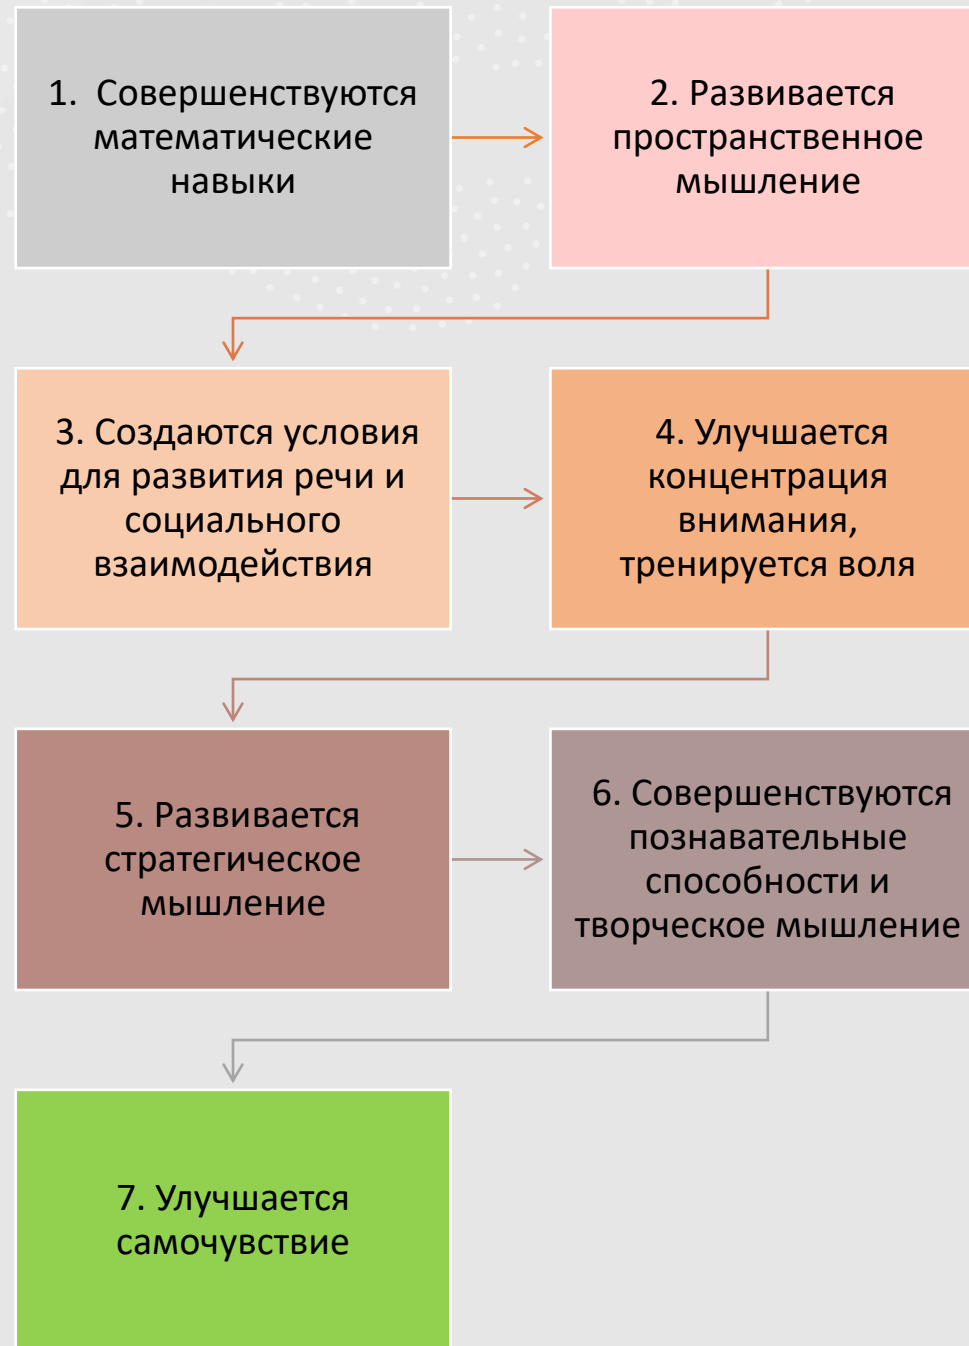 1. Совершенствуются
математические
навыки
2. Развивается
пространственное
мышление
3. Создаются условия
для развития речи и
социального
взаимодействия
4. Улучшается
концентрация
внимания,
тренируется воля
5. Развивается
стратегическое
мышление
6. Совершенствуются
познавательные
способности и
творческое мышление
7. Улучшается
самочувствие